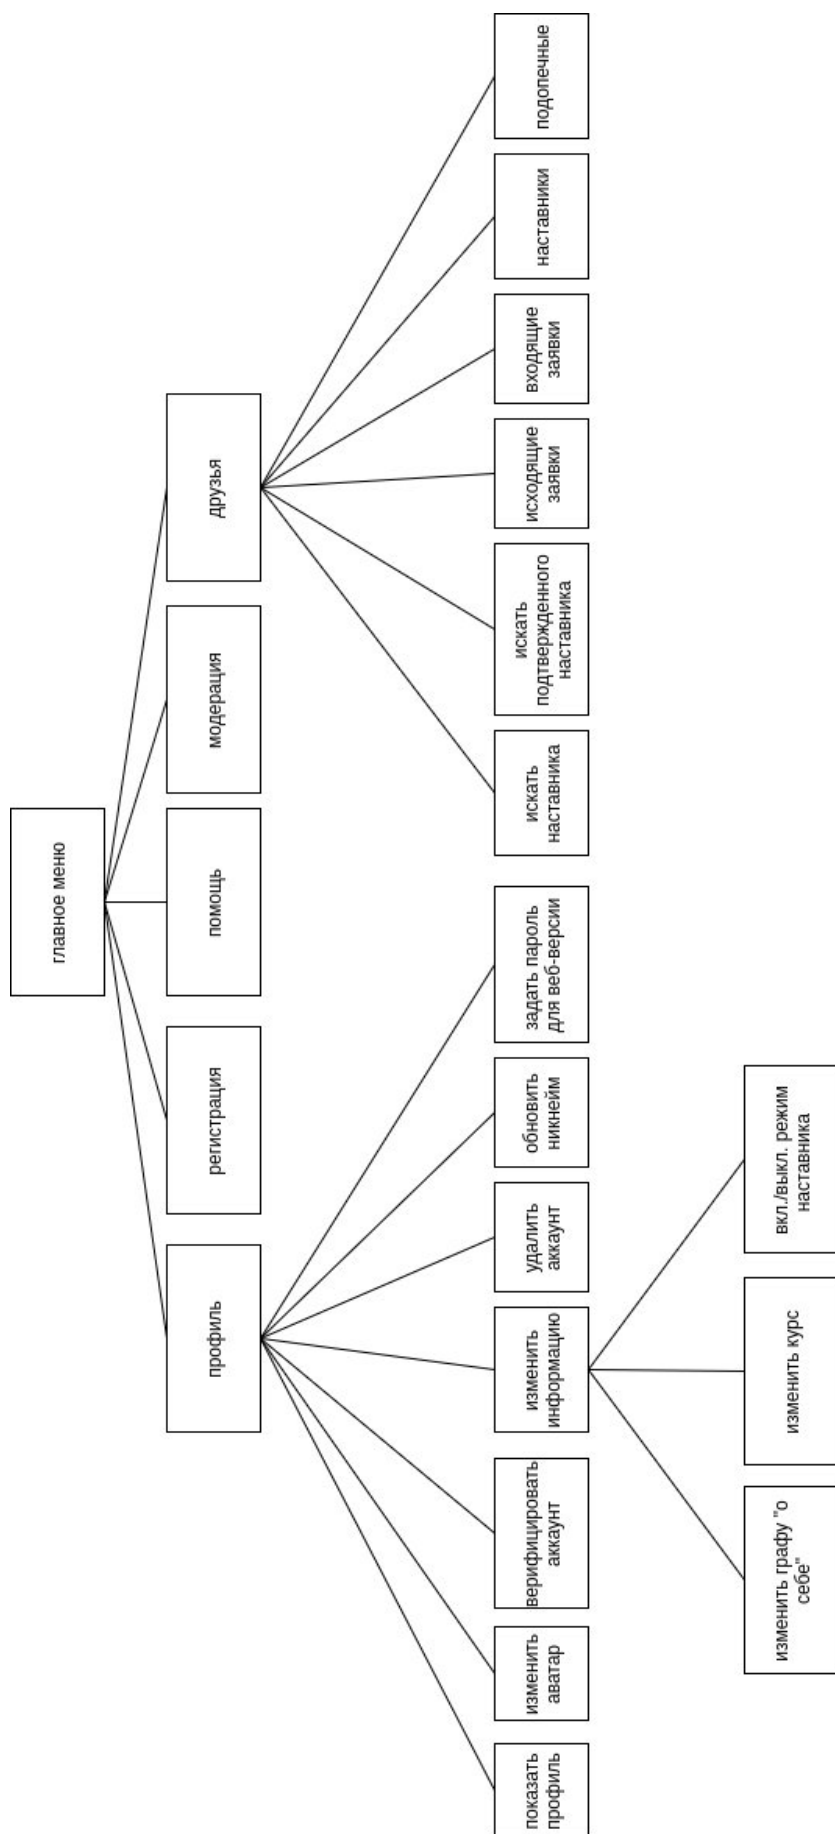 главное меню
профиль
регистрация
помощь
модерация
друзья
показать
профиль
изменить
аватар
верифицировать
аккаунт
изменить
информацию
удалить
аккаунт
обновить
никнейм
задать пароль
для веб-версии
искать
наставника
искать
подтвержденного
наставника
исходящие
заявки
входящие
заявки
наставники
подопечные
изменить графу "о
себе"
изменить курс
вкл./выкл. режим
наставника